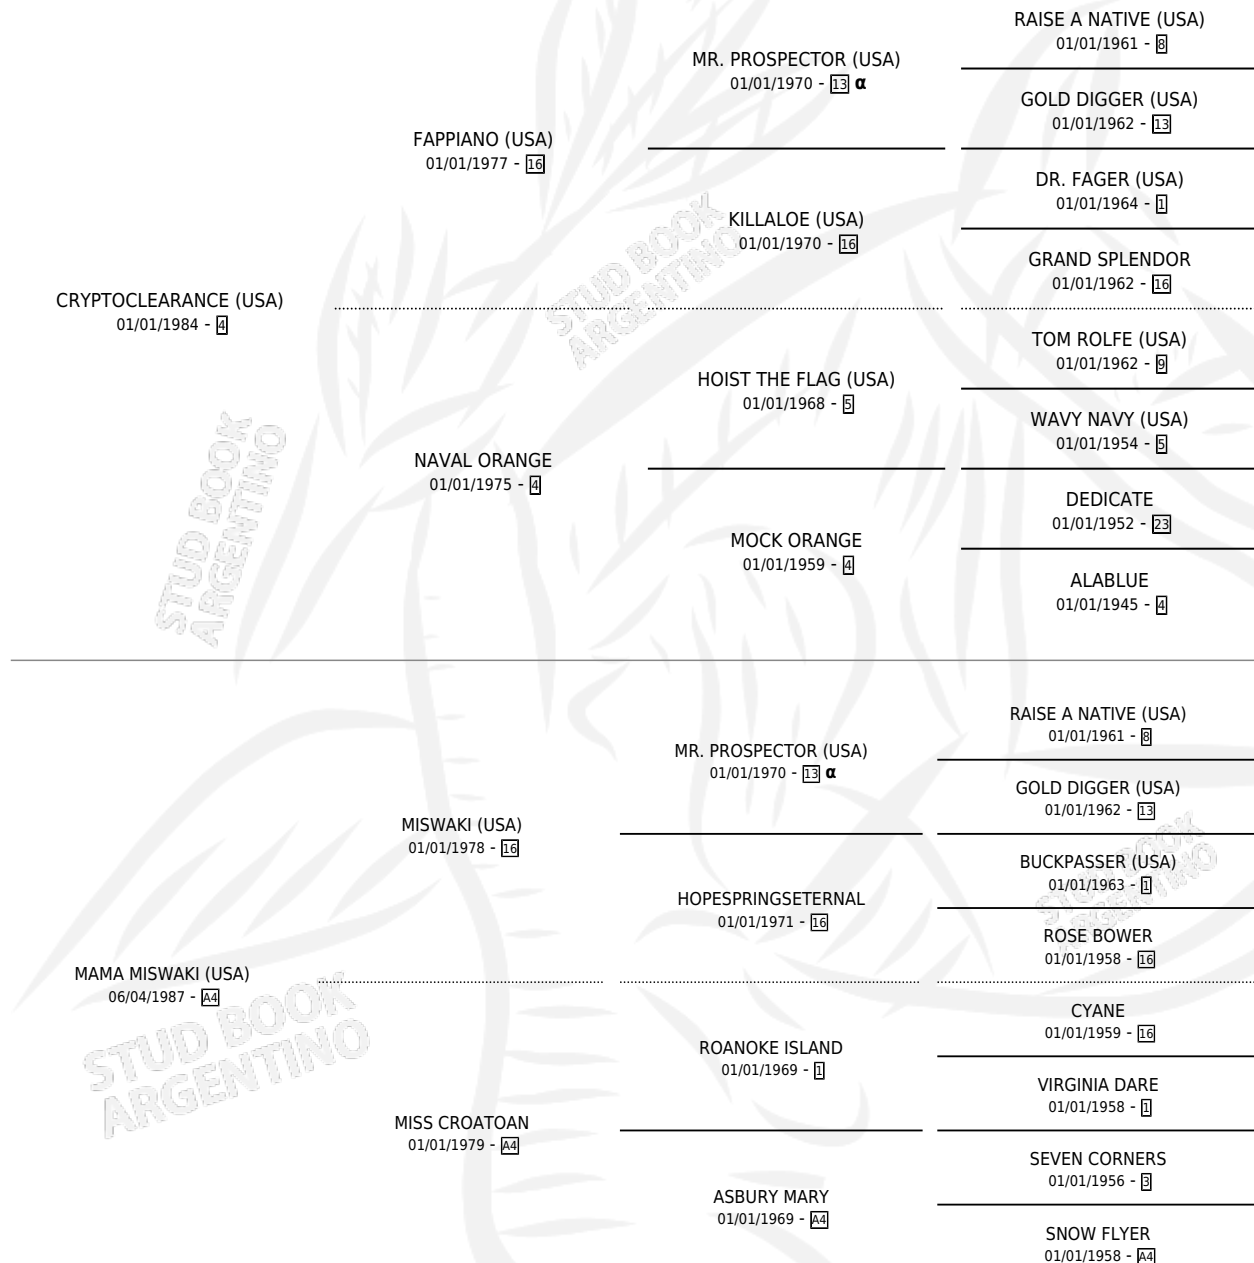 RAISE A NATIVE (USA)
01/01/1961 - 8
MR. PROSPECTOR (USA)
01/01/1970 - 13 α
GOLD DIGGER (USA)
01/01/1962 - 13
FAPPIANO (USA)
01/01/1977 - 16
DR. FAGER (USA)
01/01/1964 - 1
KILLALOE (USA)
01/01/1970 - 16
GRAND SPLENDOR
01/01/1962 - 16
CRYPTOCLEARANCE (USA)
01/01/1984 - 4
TOM ROLFE (USA)
01/01/1962 - 9
HOIST THE FLAG (USA)
01/01/1968 - 5
WAVY NAVY (USA)
01/01/1954 - 5
NAVAL ORANGE
01/01/1975 - 4
DEDICATE
01/01/1952 - 23
MOCK ORANGE
01/01/1959 - 4
ALABLUE
01/01/1945 - 4
STUD BOOK
ARGENTINO
STUD BOOK
ARGENTINO
RAISE A NATIVE (USA)
01/01/1961 - 8
MR. PROSPECTOR (USA)
01/01/1970 - 13 α
GOLD DIGGER (USA)
01/01/1962 - 13
MISWAKI (USA)
01/01/1978 - 16
BUCKPASSER (USA)
01/01/1963 - 1
HOPESPRINGSETERNAL
01/01/1971 - 16
ROSE BOWER
01/01/1958 - 16
MAMA MISWAKI (USA)
06/04/1987 - A4
CYANE
01/01/1959 - 16
ROANOKE ISLAND
01/01/1969 - 1
VIRGINIA DARE
01/01/1958 - 1
MISS CROATOAN
01/01/1979 - A4
SEVEN CORNERS
01/01/1956 - 3
ASBURY MARY
01/01/1969 - A4
SNOW FLYER
01/01/1958 - A4
STUD BOOK
ARGENTINO
STUD BOOK
ARGENTINO